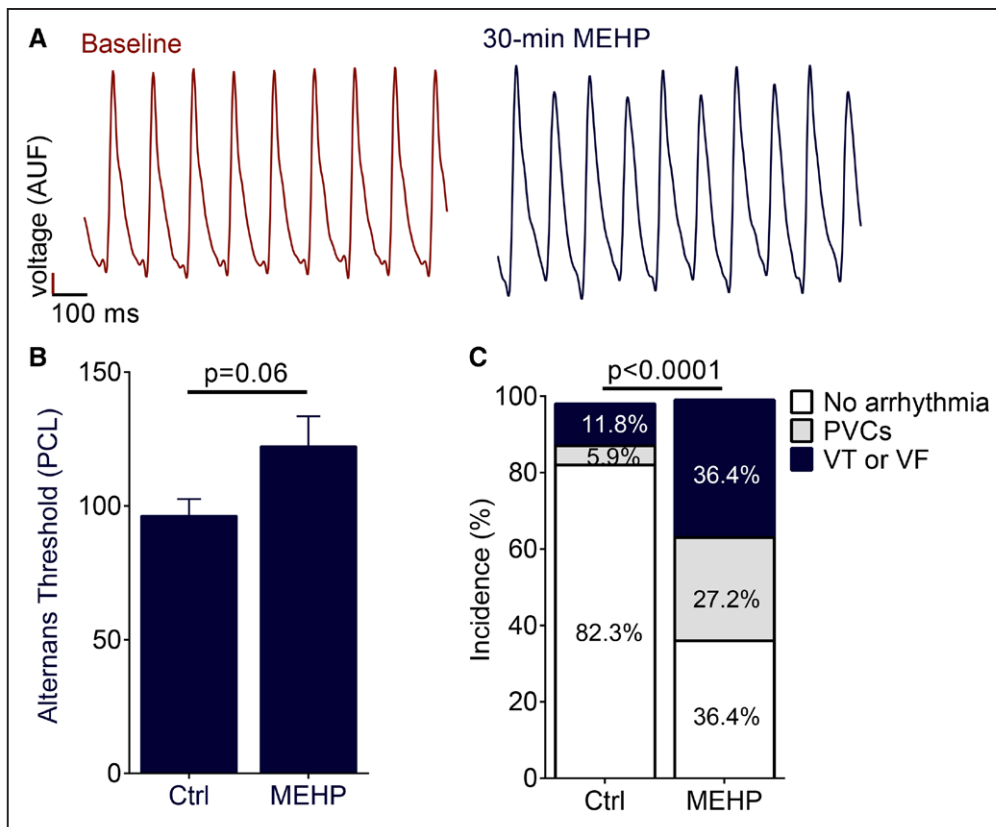 A
Baseline
30-min MEHP
voltage (AUF)
100 ms
B
p=0.06
Alternans Threshold (PCL)
150
100
50
0
Ctrl
MEHP
C
p<0.0001
Incidence (%)
100
80
60
40
20
0
11.8%
5.9%
82.3%
36.4%
27.2%
36.4%
Ctrl
MEHP
No arrhythmia
PVCs
VT or VF